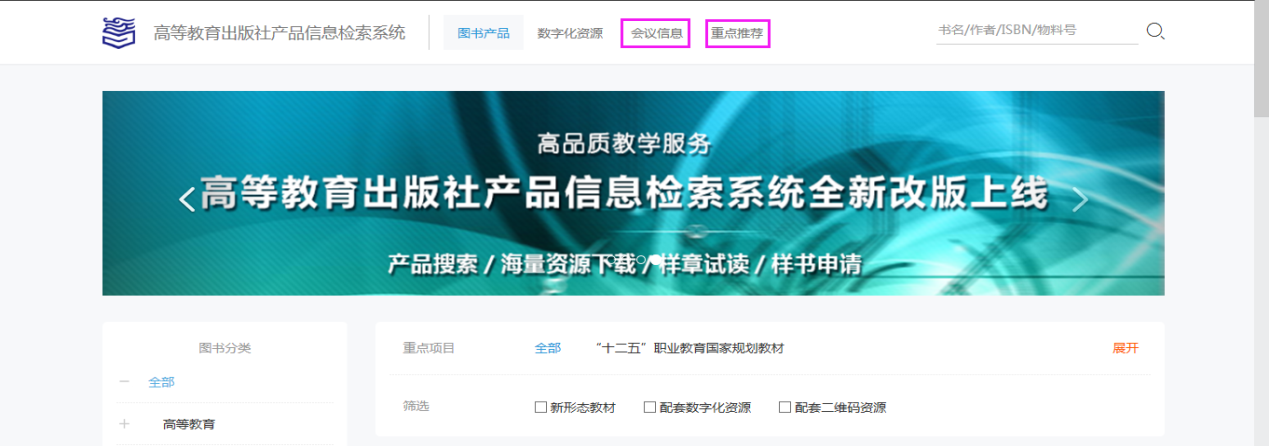 高等教育出版社产品信息检索系统 图书产品 数字化资源 会议信息 重点推荐 书名/作者/ISBN/物料号
高品质教学服务
高等教育出版社产品信息检索系统全新改版上线
产品搜索 / 海量资源下载 / 样章试读 / 样书申请
图书分类
全部
高等教育
重点项目 全部 “十二五”职业教育国家规划教材 展开
筛选 新形态教材 配套数字化资源 配套二维码资源